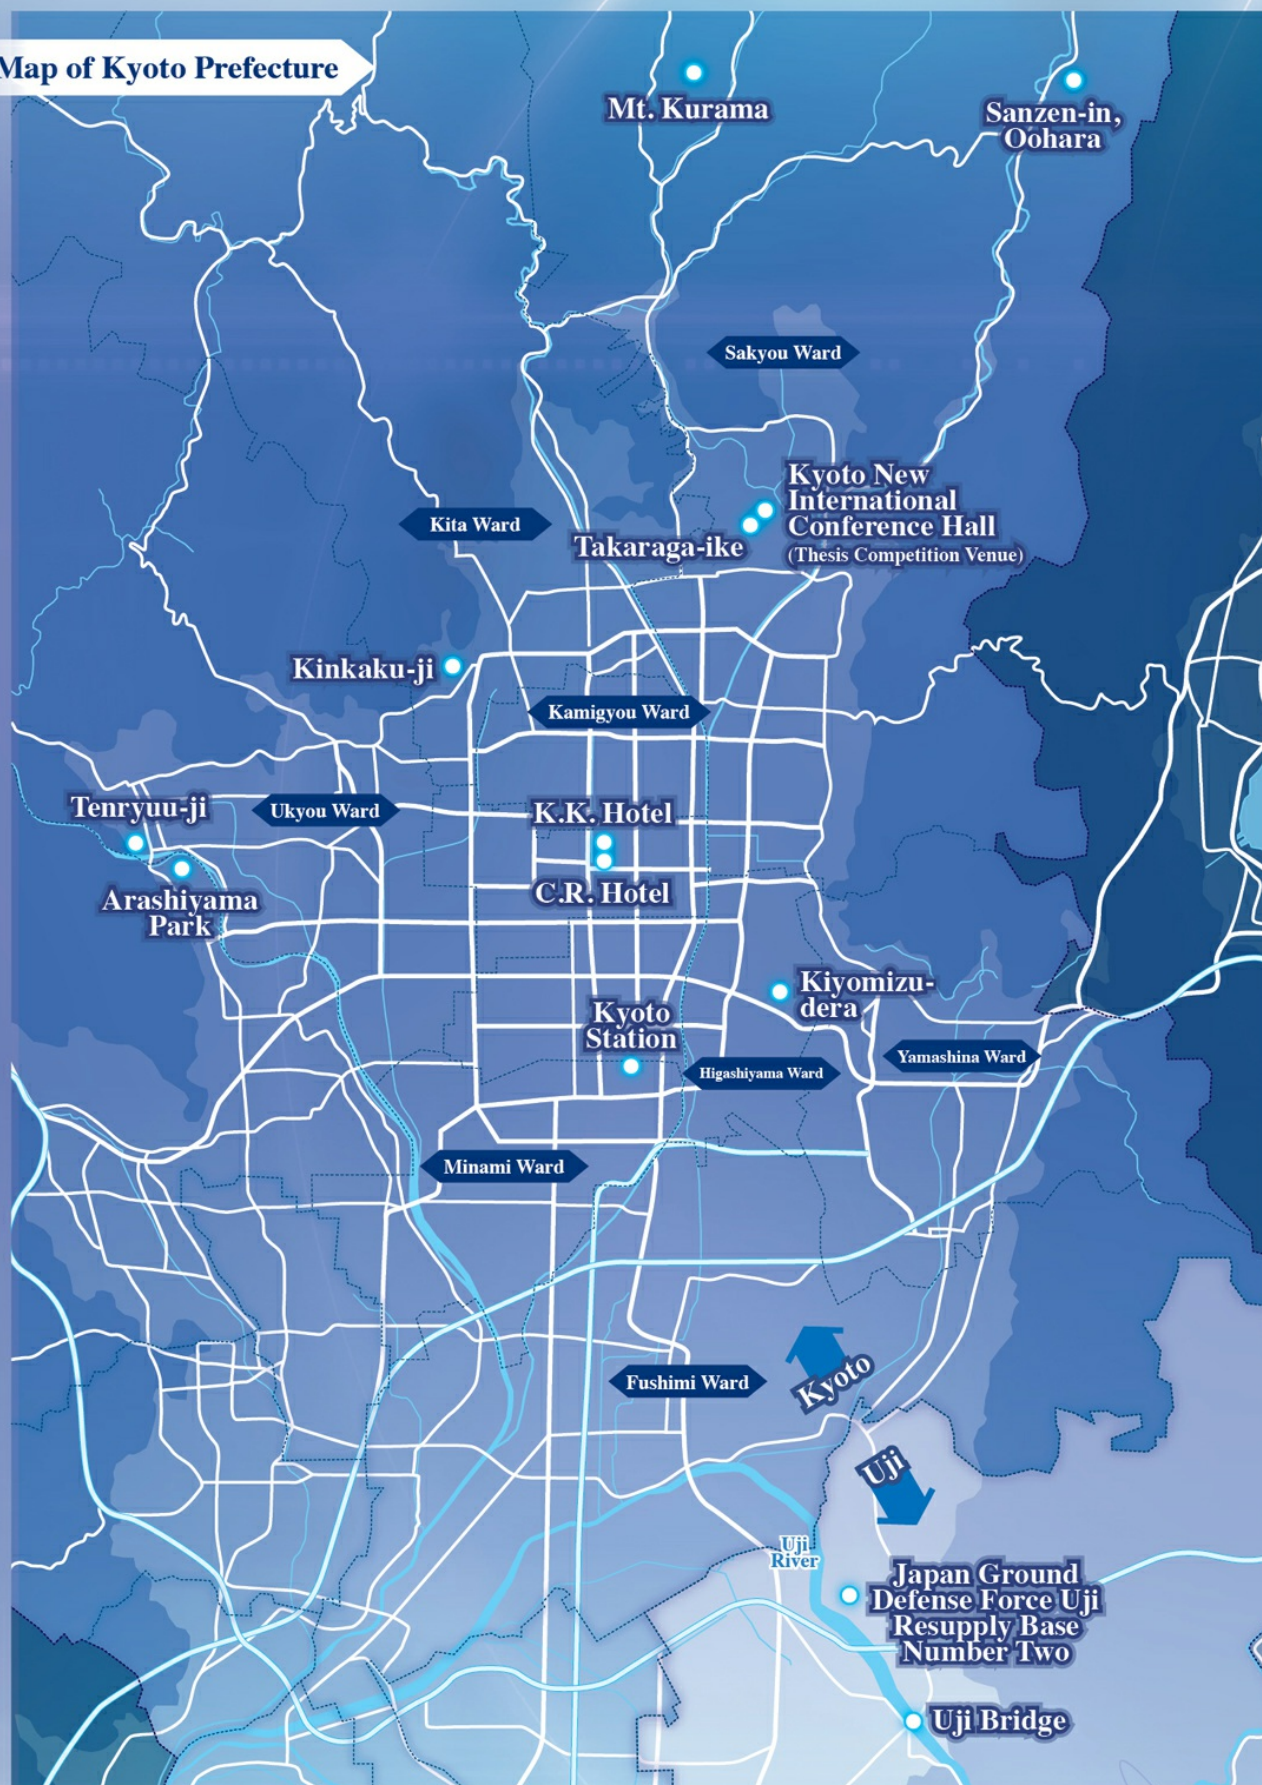 Map of Kyoto Prefecture
Mt. Kurama
Sanzen-in,
Oohara
Sakyou Ward
Kyoto New
International
Conference Hall
(Thesis Competition Venue)
Kita Ward
Takaraga-ike
Kinkaku-ji
Kamigyou Ward
Tenryuu-ji
Ukyou Ward
K.K. Hotel
C.R. Hotel
Arashiyama
Park
Kiyomizu-
dera
Kyoto
Station
Yamashina Ward
Higashiyama Ward
Minami Ward
Kyoto
Fushimi Ward
Uji
Uji
River
Japan Ground
Defense Force Uji
Resupply Base
Number Two
Uji Bridge